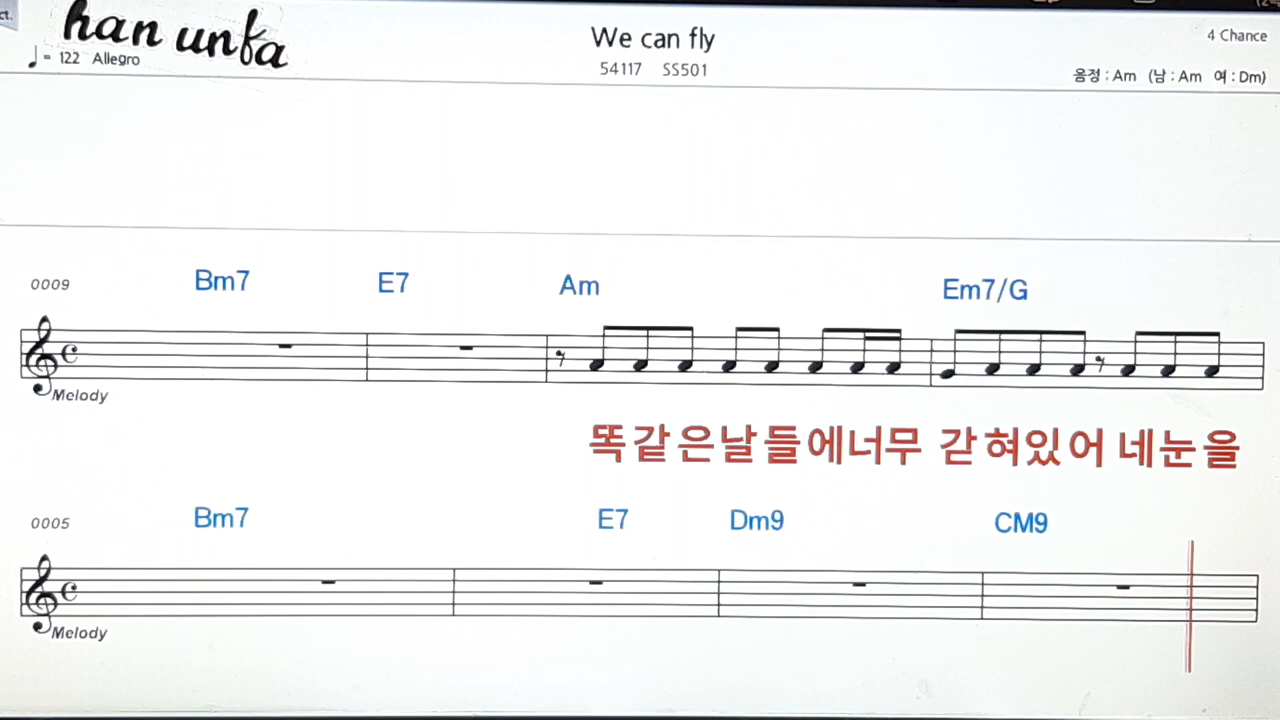 ct.
han unfa
♩= 122 Allegro
We can fly
54117 SS501
4 Chance
음정 : Am (남 : Am 여 : Dm)
0009 Bm7 E7 Am Em7/G
Melody
똑같은날들에너무 갇혀있어 네눈을
0005 Bm7 E7 Dm9 CM9
Melody